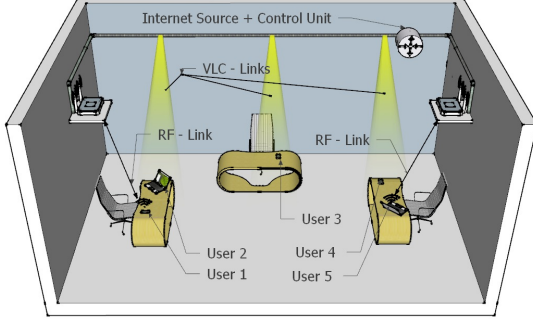 Internet Source + Control Unit
VLC - Links
RF - Link
RF - Link
User 3
User 2
User 4
User 1
User 5